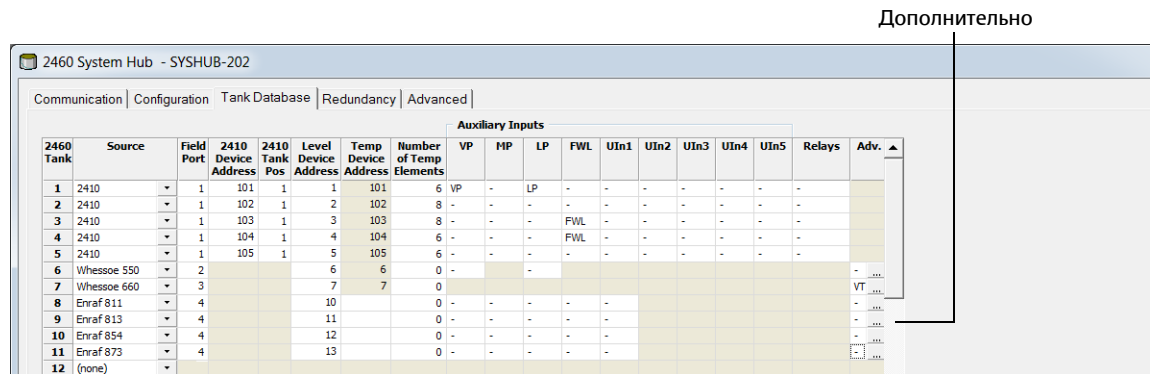 Дополнительно
2460 System Hub - SYSHUB-202
Communication Configuration Tank Database Redundancy Advanced
Auxiliary Inputs
2460 Tank Source Field Port 2410 Device Address 2410 Tank Pos Level Device Address Temp Device Address Number of Temp Elements VP MP LP FWL UIn1 UIn2 UIn3 UIn4 UIn5 Relays Adv.
1 2410 1 101 1 1 101 6 VP - LP - - - - - - -
2 2410 1 102 1 2 102 8 - - - - - - - - - -
3 2410 1 103 1 3 103 8 - - - FWL - - - - - -
4 2410 1 104 1 4 104 6 - - - FWL - - - - - -
5 2410 1 105 1 5 105 6 - - - - - - - - - -
6 Whessoe 550 2 6 6 0 - - - ...
7 Whessoe 660 3 7 7 0 VT ...
8 Enraf 811 4 10 0 - - - - - - ...
9 Enraf 813 4 11 0 - - - - - - ...
10 Enraf 854 4 12 0 - - - - - - ...
11 Enraf 873 4 13 0 - - - - - - ...
12 (none)